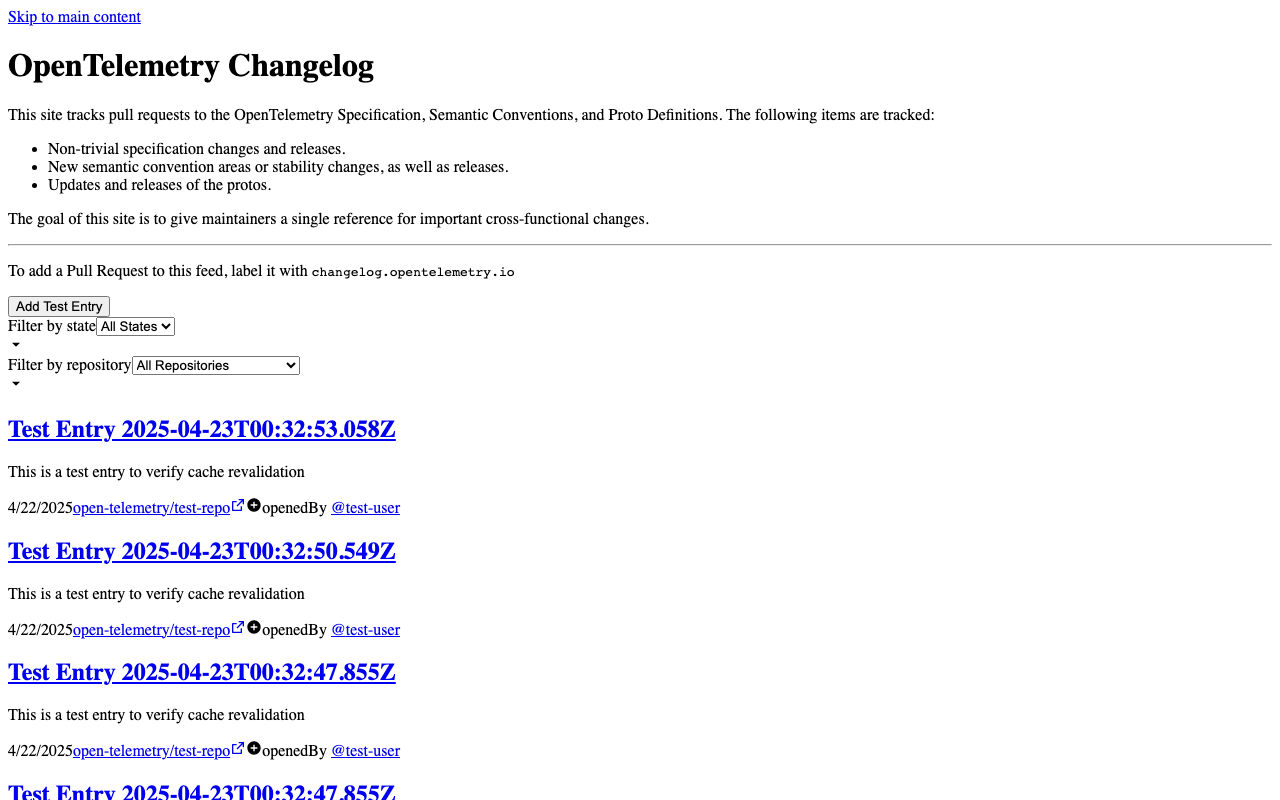 Skip to main content
OpenTelemetry Changelog
This site tracks pull requests to the OpenTelemetry Specification, Semantic Conventions, and Proto Definitions. The following items are tracked:
Non-trivial specification changes and releases.
New semantic convention areas or stability changes, as well as releases.
Updates and releases of the protos.
The goal of this site is to give maintainers a single reference for important cross-functional changes.
To add a Pull Request to this feed, label it with changelog.opentelemetry.io
Add Test Entry
Filter by state All States
Filter by repository All Repositories
Test Entry 2025-04-23T00:32:53.058Z
This is a test entry to verify cache revalidation
4/22/2025open-telemetry/test-repo openedBy @test-user
Test Entry 2025-04-23T00:32:50.549Z
This is a test entry to verify cache revalidation
4/22/2025open-telemetry/test-repo openedBy @test-user
Test Entry 2025-04-23T00:32:47.855Z
This is a test entry to verify cache revalidation
4/22/2025open-telemetry/test-repo openedBy @test-user
Test Entry 2025-04-23T00:32:47.855Z